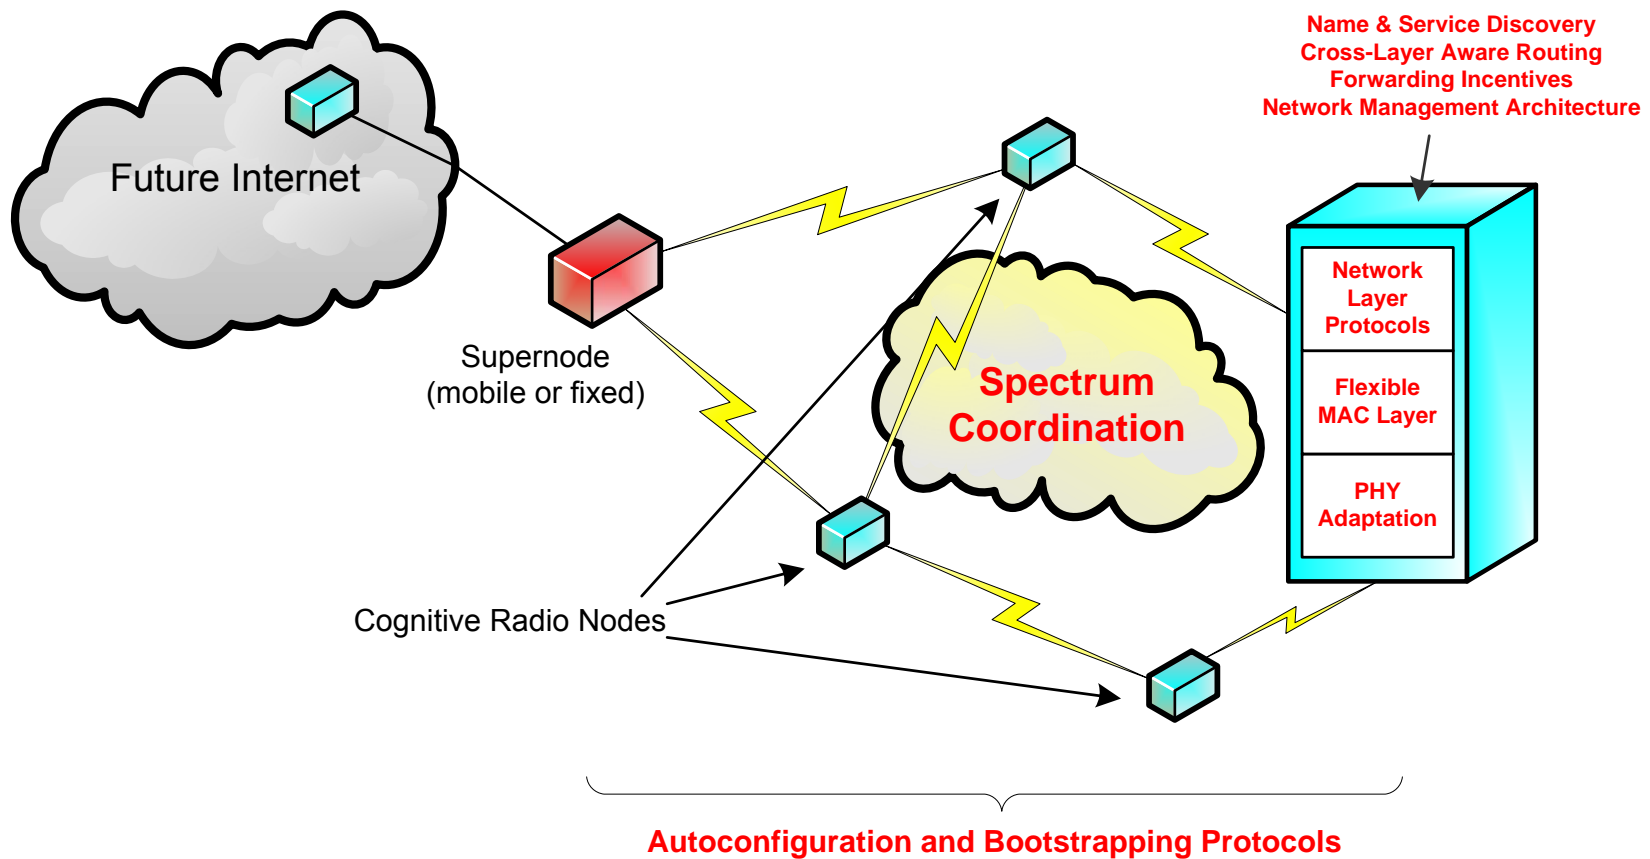 Name & Service Discovery
Cross-Layer Aware Routing
Forwarding Incentives
Network Management Architecture
Future Internet
Supernode
(mobile or fixed)
Spectrum
Coordination
Network
Layer
Protocols
Flexible
MAC Layer
PHY
Adaptation
Cognitive Radio Nodes
Autoconfiguration and Bootstrapping Protocols